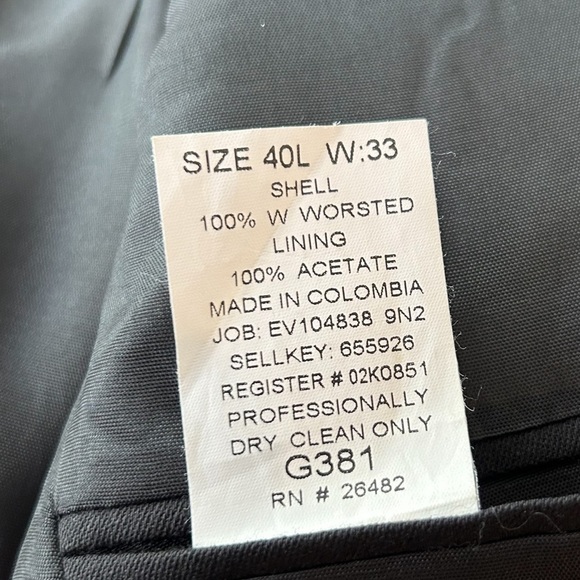 SIZE 40L W:33
SHELL
100% W WORSTED
LINING
100% ACETATE
MADE IN COLOMBIA
JOB: EV104838 9N2
SELLKEY: 655926
REGISTER # 02K0851
PROFESSIONALLY
DRY CLEAN ONLY
G381
RN # 26482